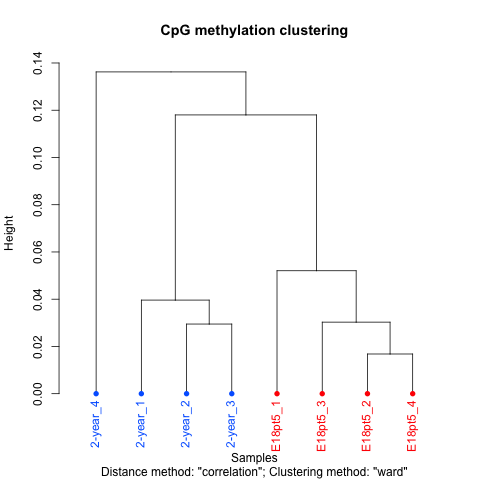 CpG methylation clustering
Height
0.14
0.12
0.10
0.08
0.06
0.04
0.02
0.00
2-year_4
2-year_1
2-year_2
2-year_3
E18pt5_1
E18pt5_3
E18pt5_2
E18pt5_4
Samples
Distance method: "correlation"; Clustering method: "ward"